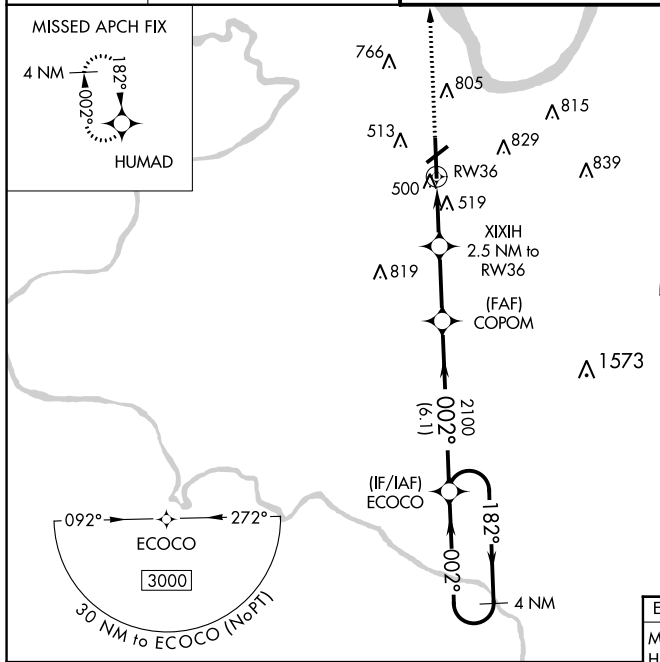 MISSED APCH FIX
4 NM
182°
002°
HUMAD
766
805
815
513
829
839
RW36
500
519
XIXIH
2.5 NM to
RW36
819
(FAF)
COPOM
1573
2100
002°
(6.1)
(IF/IAF)
ECOCO
182°
002°
4 NM
092°
272°
ECOCO
3000
30 NM to ECOCO (NoPT)
E
M
H